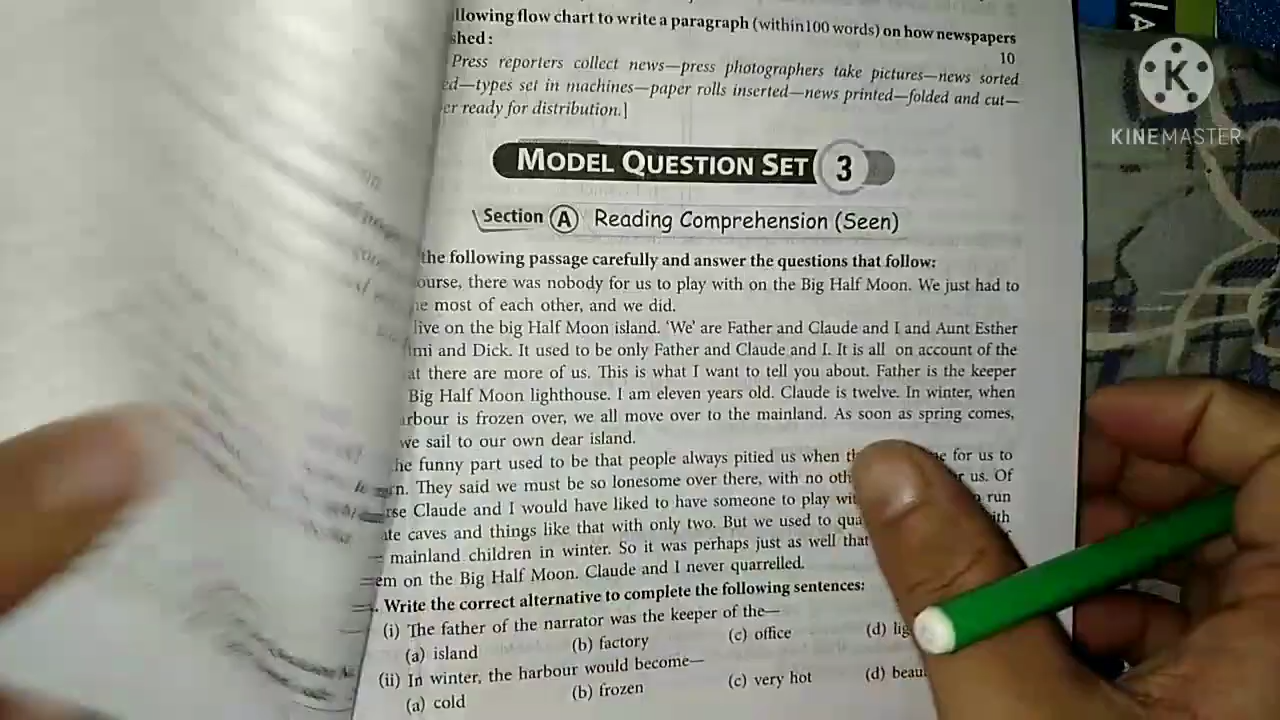 llowing flow chart to write a paragraph (within100 words) on how newspapers
shed:
10
Press reporters collect news—press photographers take pictures—news sorted
ed—types set in machines—paper rolls inserted—news printed—folded and cut—
er ready for distribution.]
MODEL QUESTION SET 3
Section A Reading Comprehension (Seen)
the following passage carefully and answer the questions that follow:
ourse, there was nobody for us to play with on the Big Half Moon. We just had to
e most of each other, and we did.
live on the big Half Moon island. 'We' are Father and Claude and I and Aunt Esther
mi and Dick. It used to be only Father and Claude and I. It is all on account of the
at there are more of us. This is what I want to tell you about. Father is the keeper
Big Half Moon lighthouse. I am eleven years old. Claude is twelve. In winter, when
arbour is frozen over, we all move over to the mainland. As soon as spring comes,
we sail to our own dear island.
he funny part used to be that people always pitied us when for us to
rn. They said we must be so lonesome over there, with no us. Of
rse Claude and I would have liked to have someone to play run
ate caves and things like that with only two. But we used to ith
mainland children in winter. So it was perhaps just as well that
em on the Big Half Moon. Claude and I never quarrelled.
Write the correct alternative to complete the following sentences:
(i) The father of the narrator was the keeper of the—
(a) island (b) factory (c) office (d)
(ii) In winter, the harbour would become—
(a) cold (b) frozen (c) very hot (d)
K
KINEMASTER